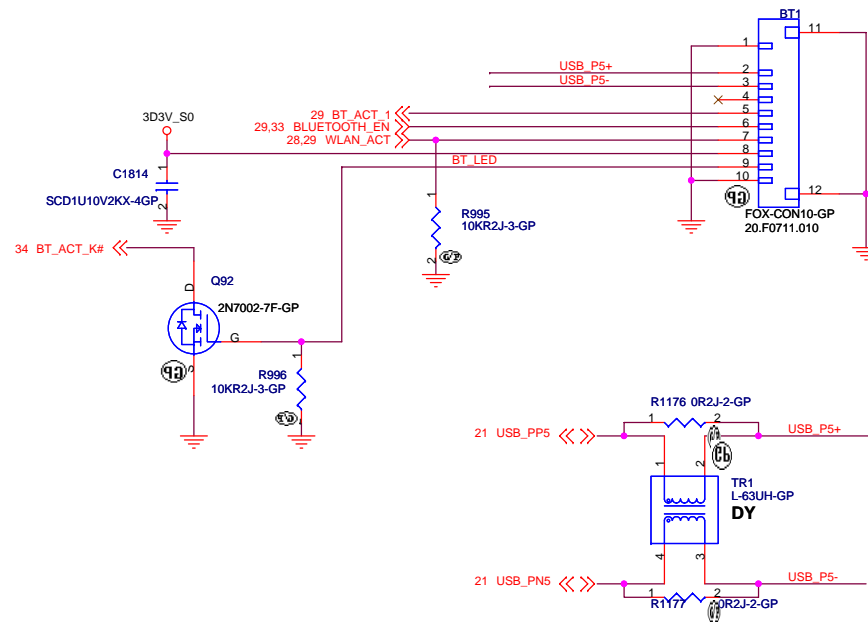 BT1
11
1
USB_P5+
2
USB_P5-
3
4
29 BT_ACT_1
5
29,33 BLUETOOTH_EN
6
28,29 WLAN_ACT
7
3D3V_S0
8
BT_LED
9
10
12
GP
FOX-CON10-GP
20.F0711.010
C1814
1
SCD1U10V2KX-4GP
2
1
R995
10KR2J-3-GP
2
34 BT_ACT_K#
Q92
D
2N7002-7F-GP
G
S
GP
1
R996
10KR2J-3-GP
R1176 0R2J-2-GP
1
2
21 USB_PP5
USB_P5+
1
2
TR1
L-63UH-GP
DY
4
3
21 USB_PN5
USB_P5-
1
2
R1177
0R2J-2-GP